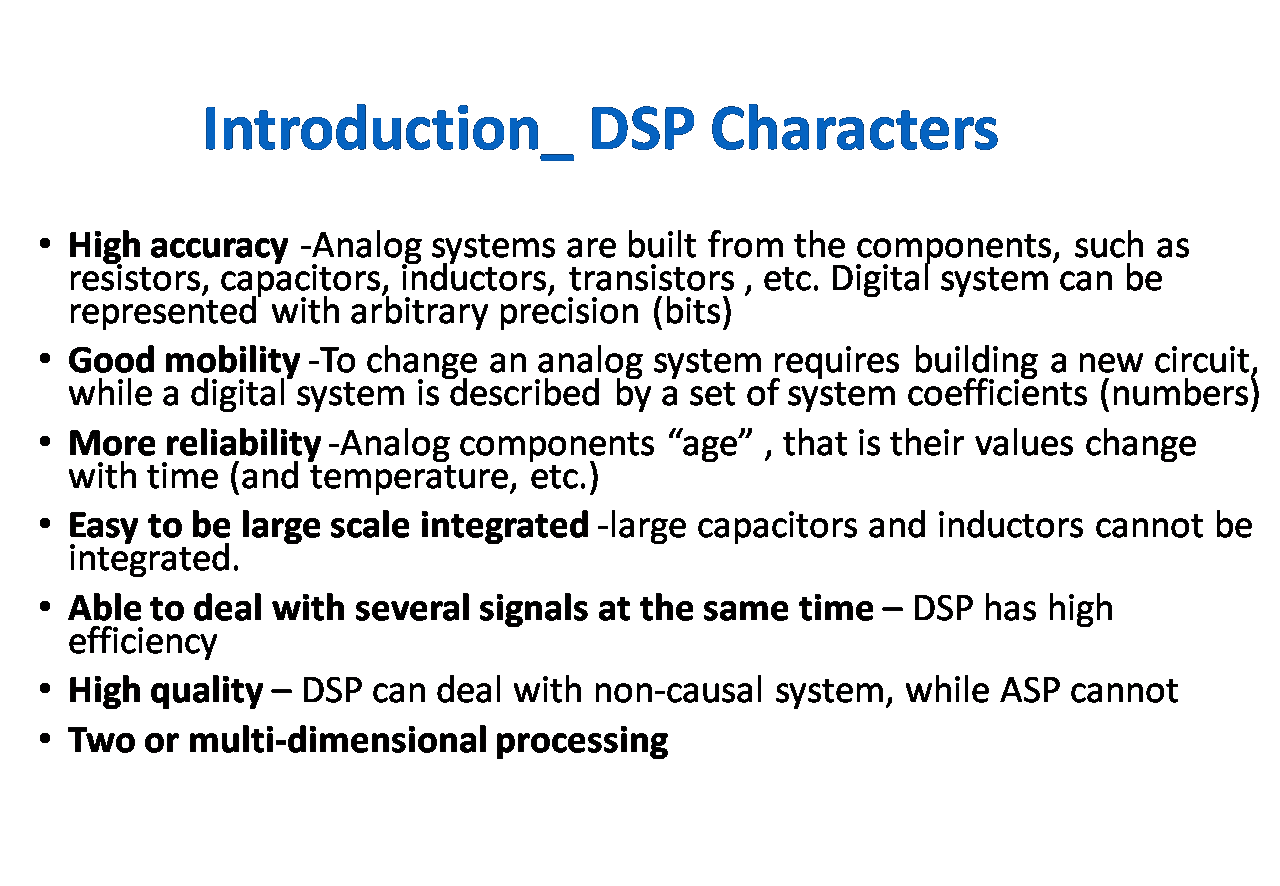 Introduction_ DSP Characters
• High accuracy -Analog systems are built from the components, such as
resistors, capacitors, inductors, transistors , etc. Digital system can be
represented with arbitrary precision (bits)
• Good mobility -To change an analog system requires building a new circuit,
while a digital system is described by a set of system coefficients (numbers)
• More reliability -Analog components “age” , that is their values change
with time (and temperature, etc.)
• Easy to be large scale integrated -large capacitors and inductors cannot be
integrated.
• Able to deal with several signals at the same time – DSP has high
efficiency
• High quality – DSP can deal with non-causal system, while ASP cannot
• Two or multi-dimensional processing